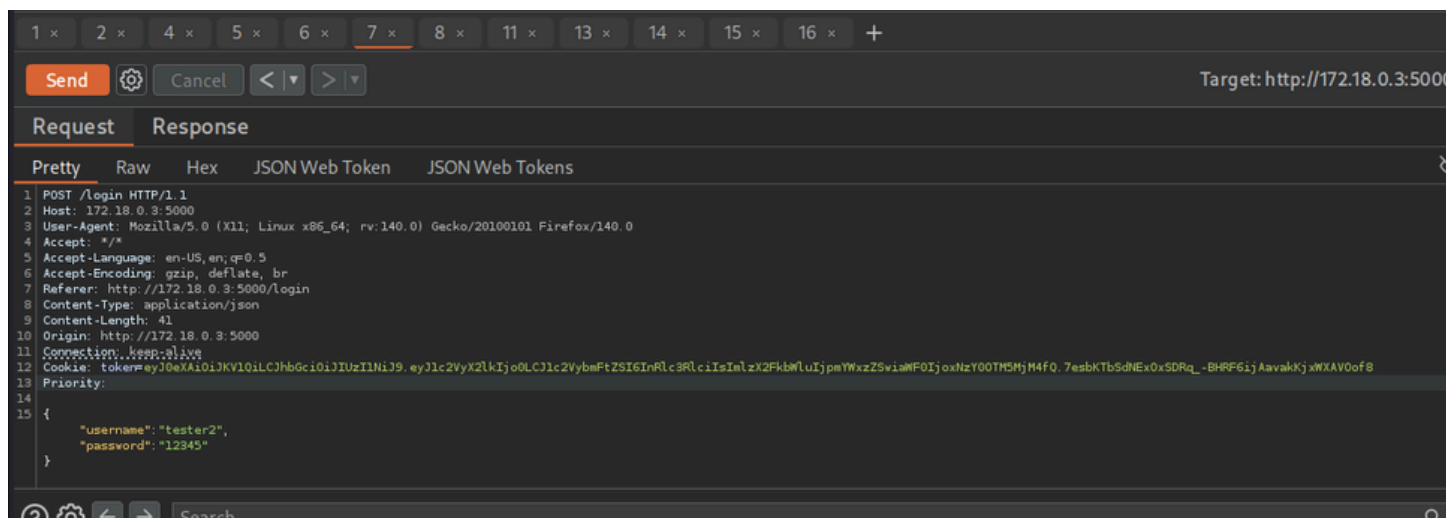 1 × 2 × 4 × 5 × 6 × 7 × 8 × 11 × 13 × 14 × 15 × 16 × +
Send Cancel < > Target: http://172.18.0.3:5000
Request Response
Pretty Raw Hex JSON Web Token JSON Web Tokens
1 POST /login HTTP/1.1
2 Host: 172.18.0.3:5000
3 User-Agent: Mozilla/5.0 (X11; Linux x86_64; rv:140.0) Gecko/20100101 Firefox/140.0
4 Accept: */*
5 Accept-Language: en-US,en;q=0.5
6 Accept-Encoding: gzip, deflate, br
7 Referer: http://172.18.0.3:5000/login
8 Content-Type: application/json
9 Content-Length: 41
10 Origin: http://172.18.0.3:5000
11 Connection: keep-alive
12 Cookie: token=
13 Priority:
14
15 {
"username":"tester2",
"password":"12345"
}
Search